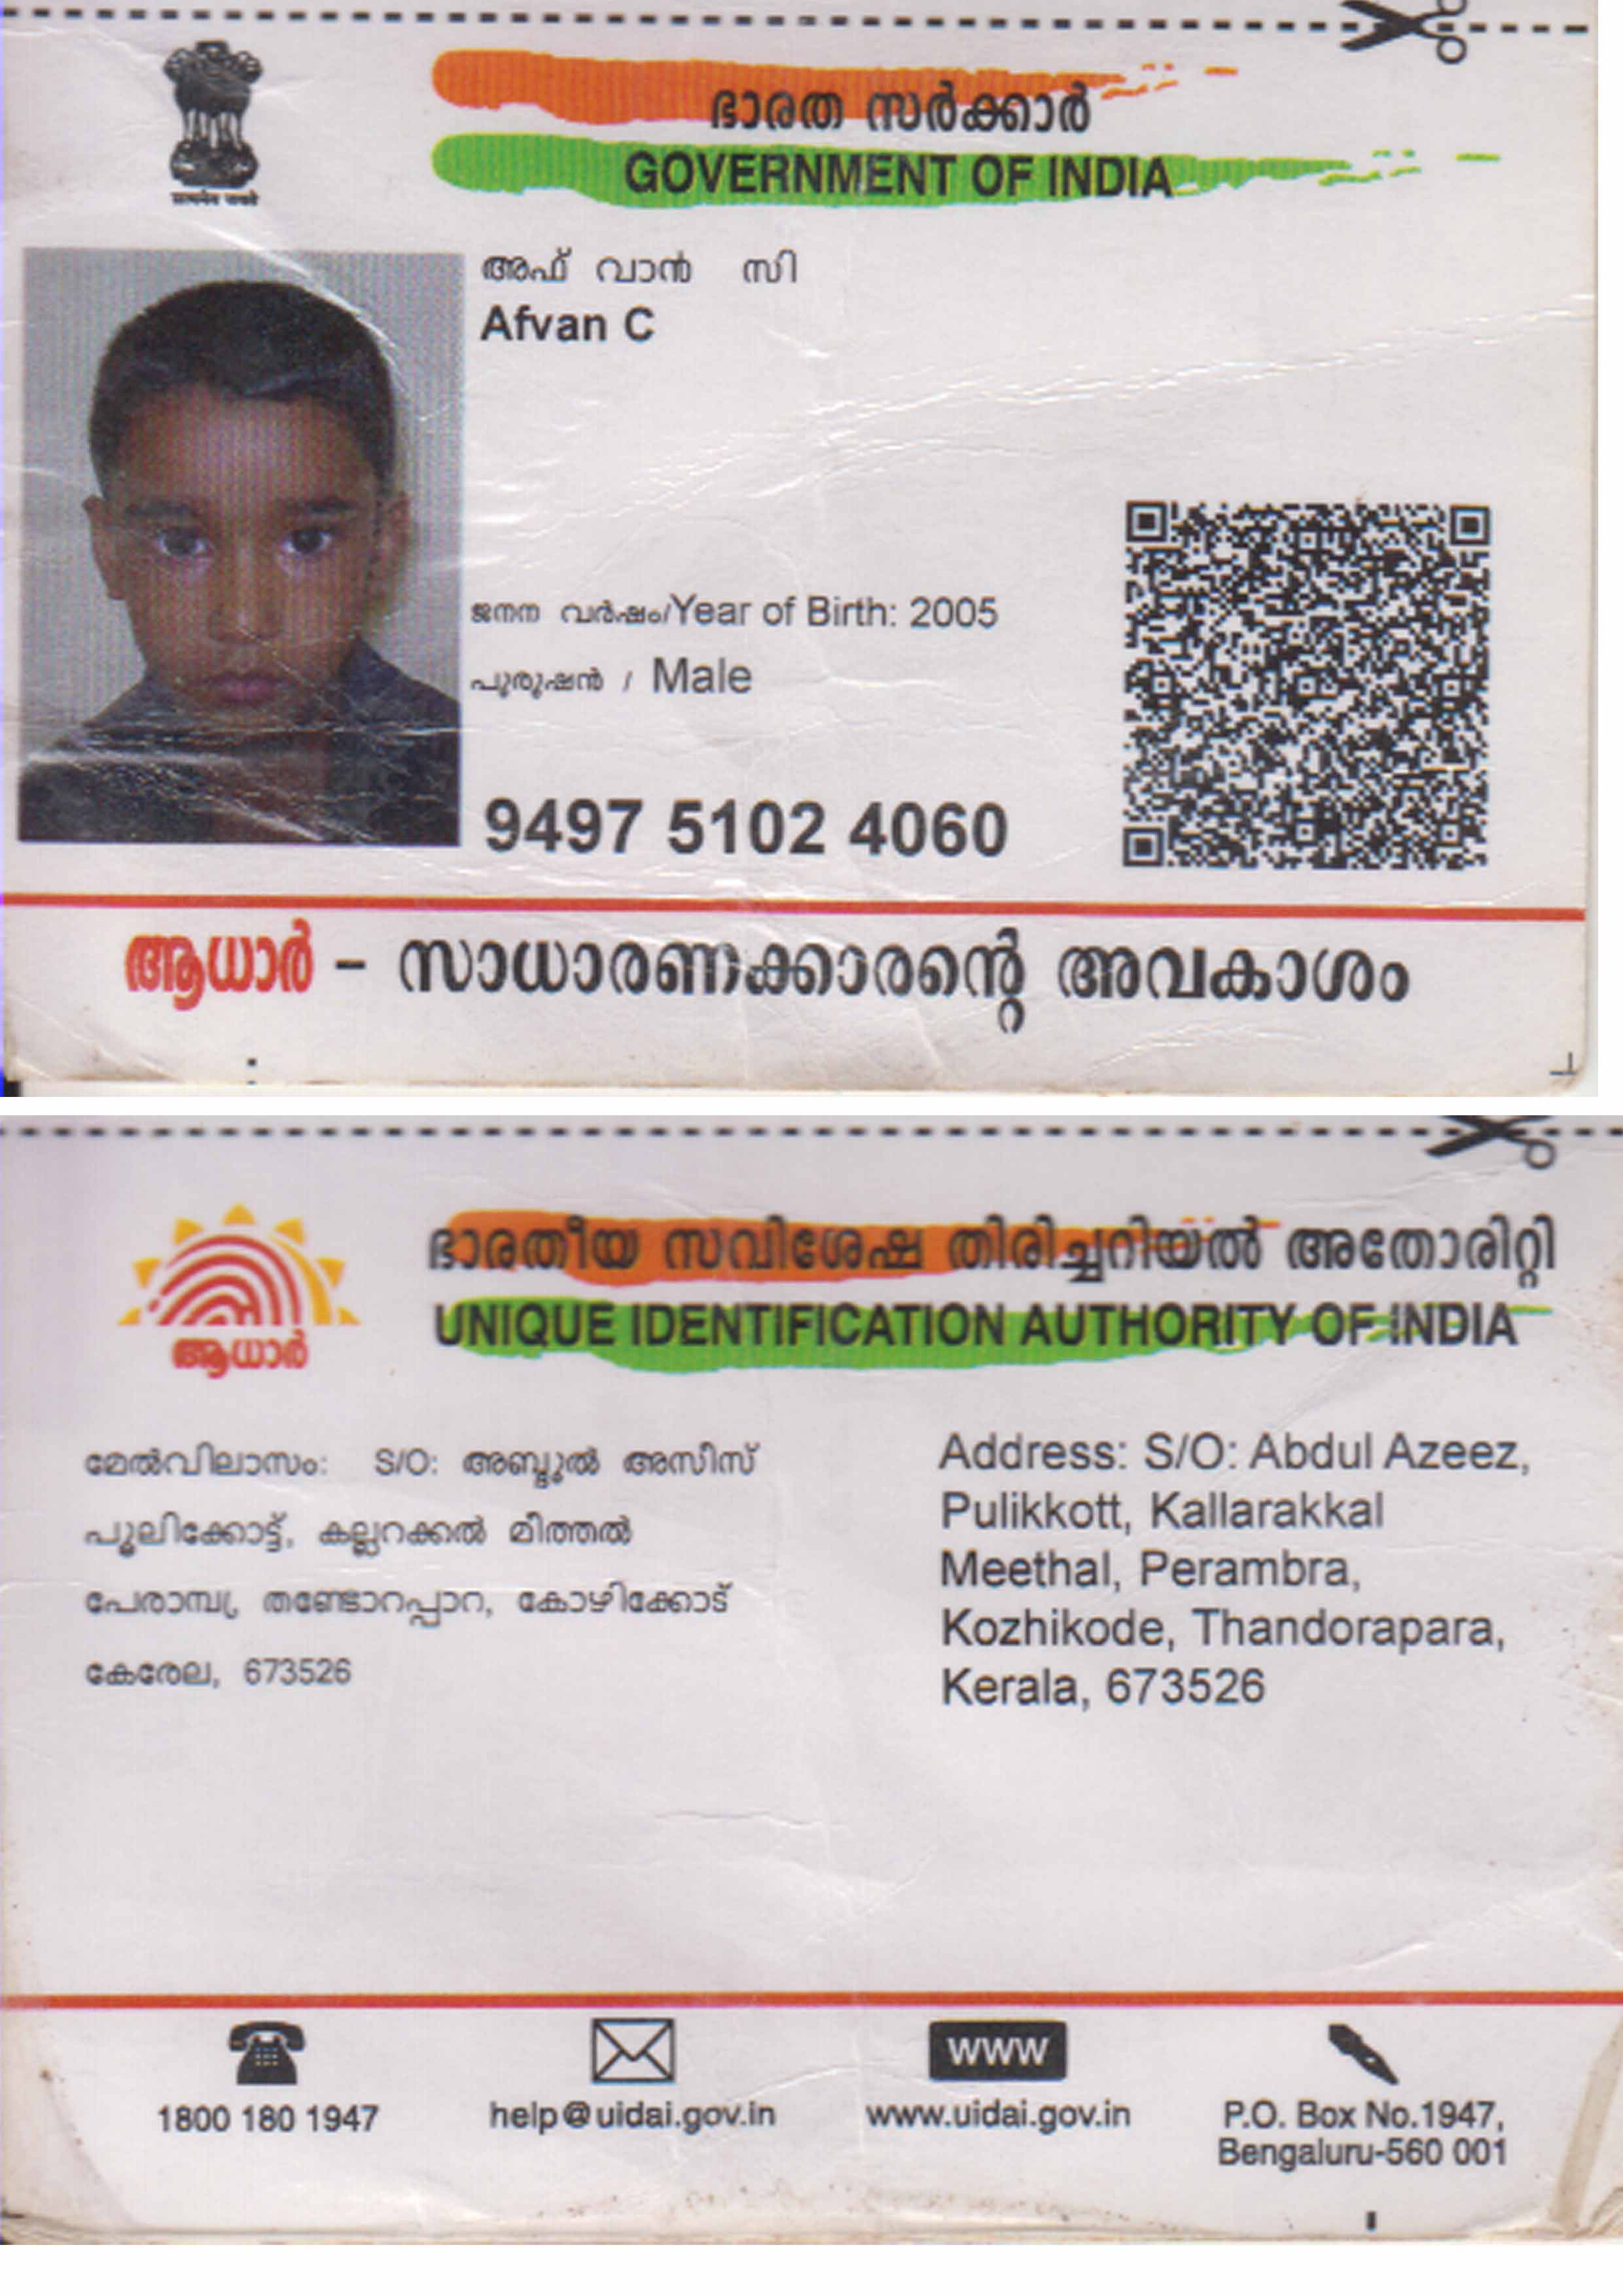 ഭാരത സർക്കാർ
GOVERNMENT OF INDIA
सत्यमेव जयते
അഫ് വാൻ സി
Afvan C
ജനന വർഷം/Year of Birth: 2005
പുരുഷൻ / Male
9497 5102 4060
ആധാർ - സാധാരണക്കാരന്റെ അവകാശം
ഭാരതീയ സവിശേഷ തിരിച്ചറിയൽ അതോരിറ്റി
UNIQUE IDENTIFICATION AUTHORITY OF INDIA
ആധാർ
മേൽവിലാസം: S/O: അബ്ദുൽ അസീസ്
പൂലിക്കോട്ട്, കല്ലറക്കൽ മീത്തൽ
പേരാമ്പ്ര, തണ്ടോറപ്പാറ, കോഴിക്കോട്
കേരേല, 673526
Address: S/O: Abdul Azeez,
Pulikkott, Kallarakkal
Meethal, Perambra,
Kozhikode, Thandorapara,
Kerala, 673526
WWW
1800 180 1947
help@uidai.gov.in
www.uidai.gov.in
P.O. Box No.1947,
Bengaluru-560 001